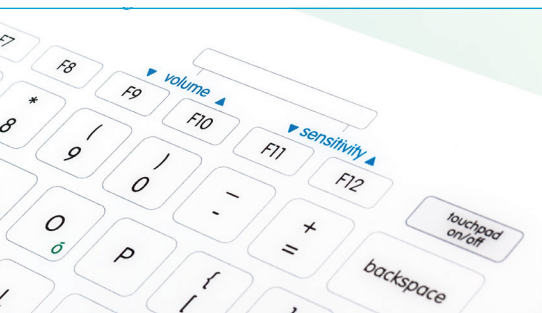 ▼ volume ▲
▼ sensitivity ▲
F7
F8
F9
F10
F11
F12
*
8
(
9
)
0
_
-
+
=
backspace
touchpad
on/off
O
ó
P
{
[
}